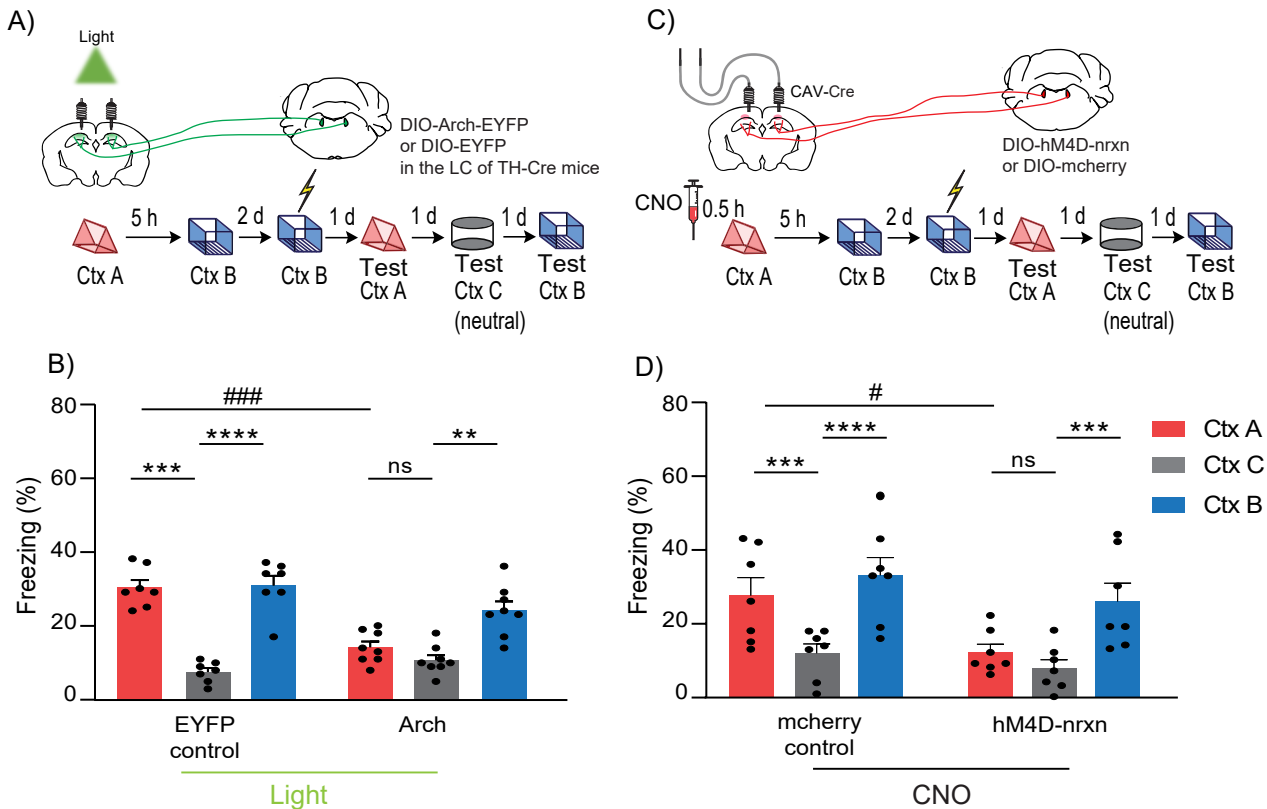 A)
Light
DIO-Arch-EYFP
or DIO-EYFP
in the LC of TH-Cre mice
5 h
2 d
1 d
1 d
1 d
Ctx A
Ctx B
Ctx B
Test
Ctx A
Test
Ctx C
(neutral)
Test
Ctx B
C)
CAV-Cre
DIO-hM4D-nrxn
or DIO-mcherry
CNO
0.5 h
5 h
2 d
1 d
1 d
1 d
Ctx A
Ctx B
Ctx B
Test
Ctx A
Test
Ctx C
(neutral)
Test
Ctx B
B)
Freezing (%)
80
60
40
20
0
###
***
****
ns
**
EYFP
control
Arch
Light
D)
Freezing (%)
80
60
40
20
0
#
***
****
ns
***
mcherry
control
hM4D-nrxn
CNO
Ctx A
Ctx C
Ctx B